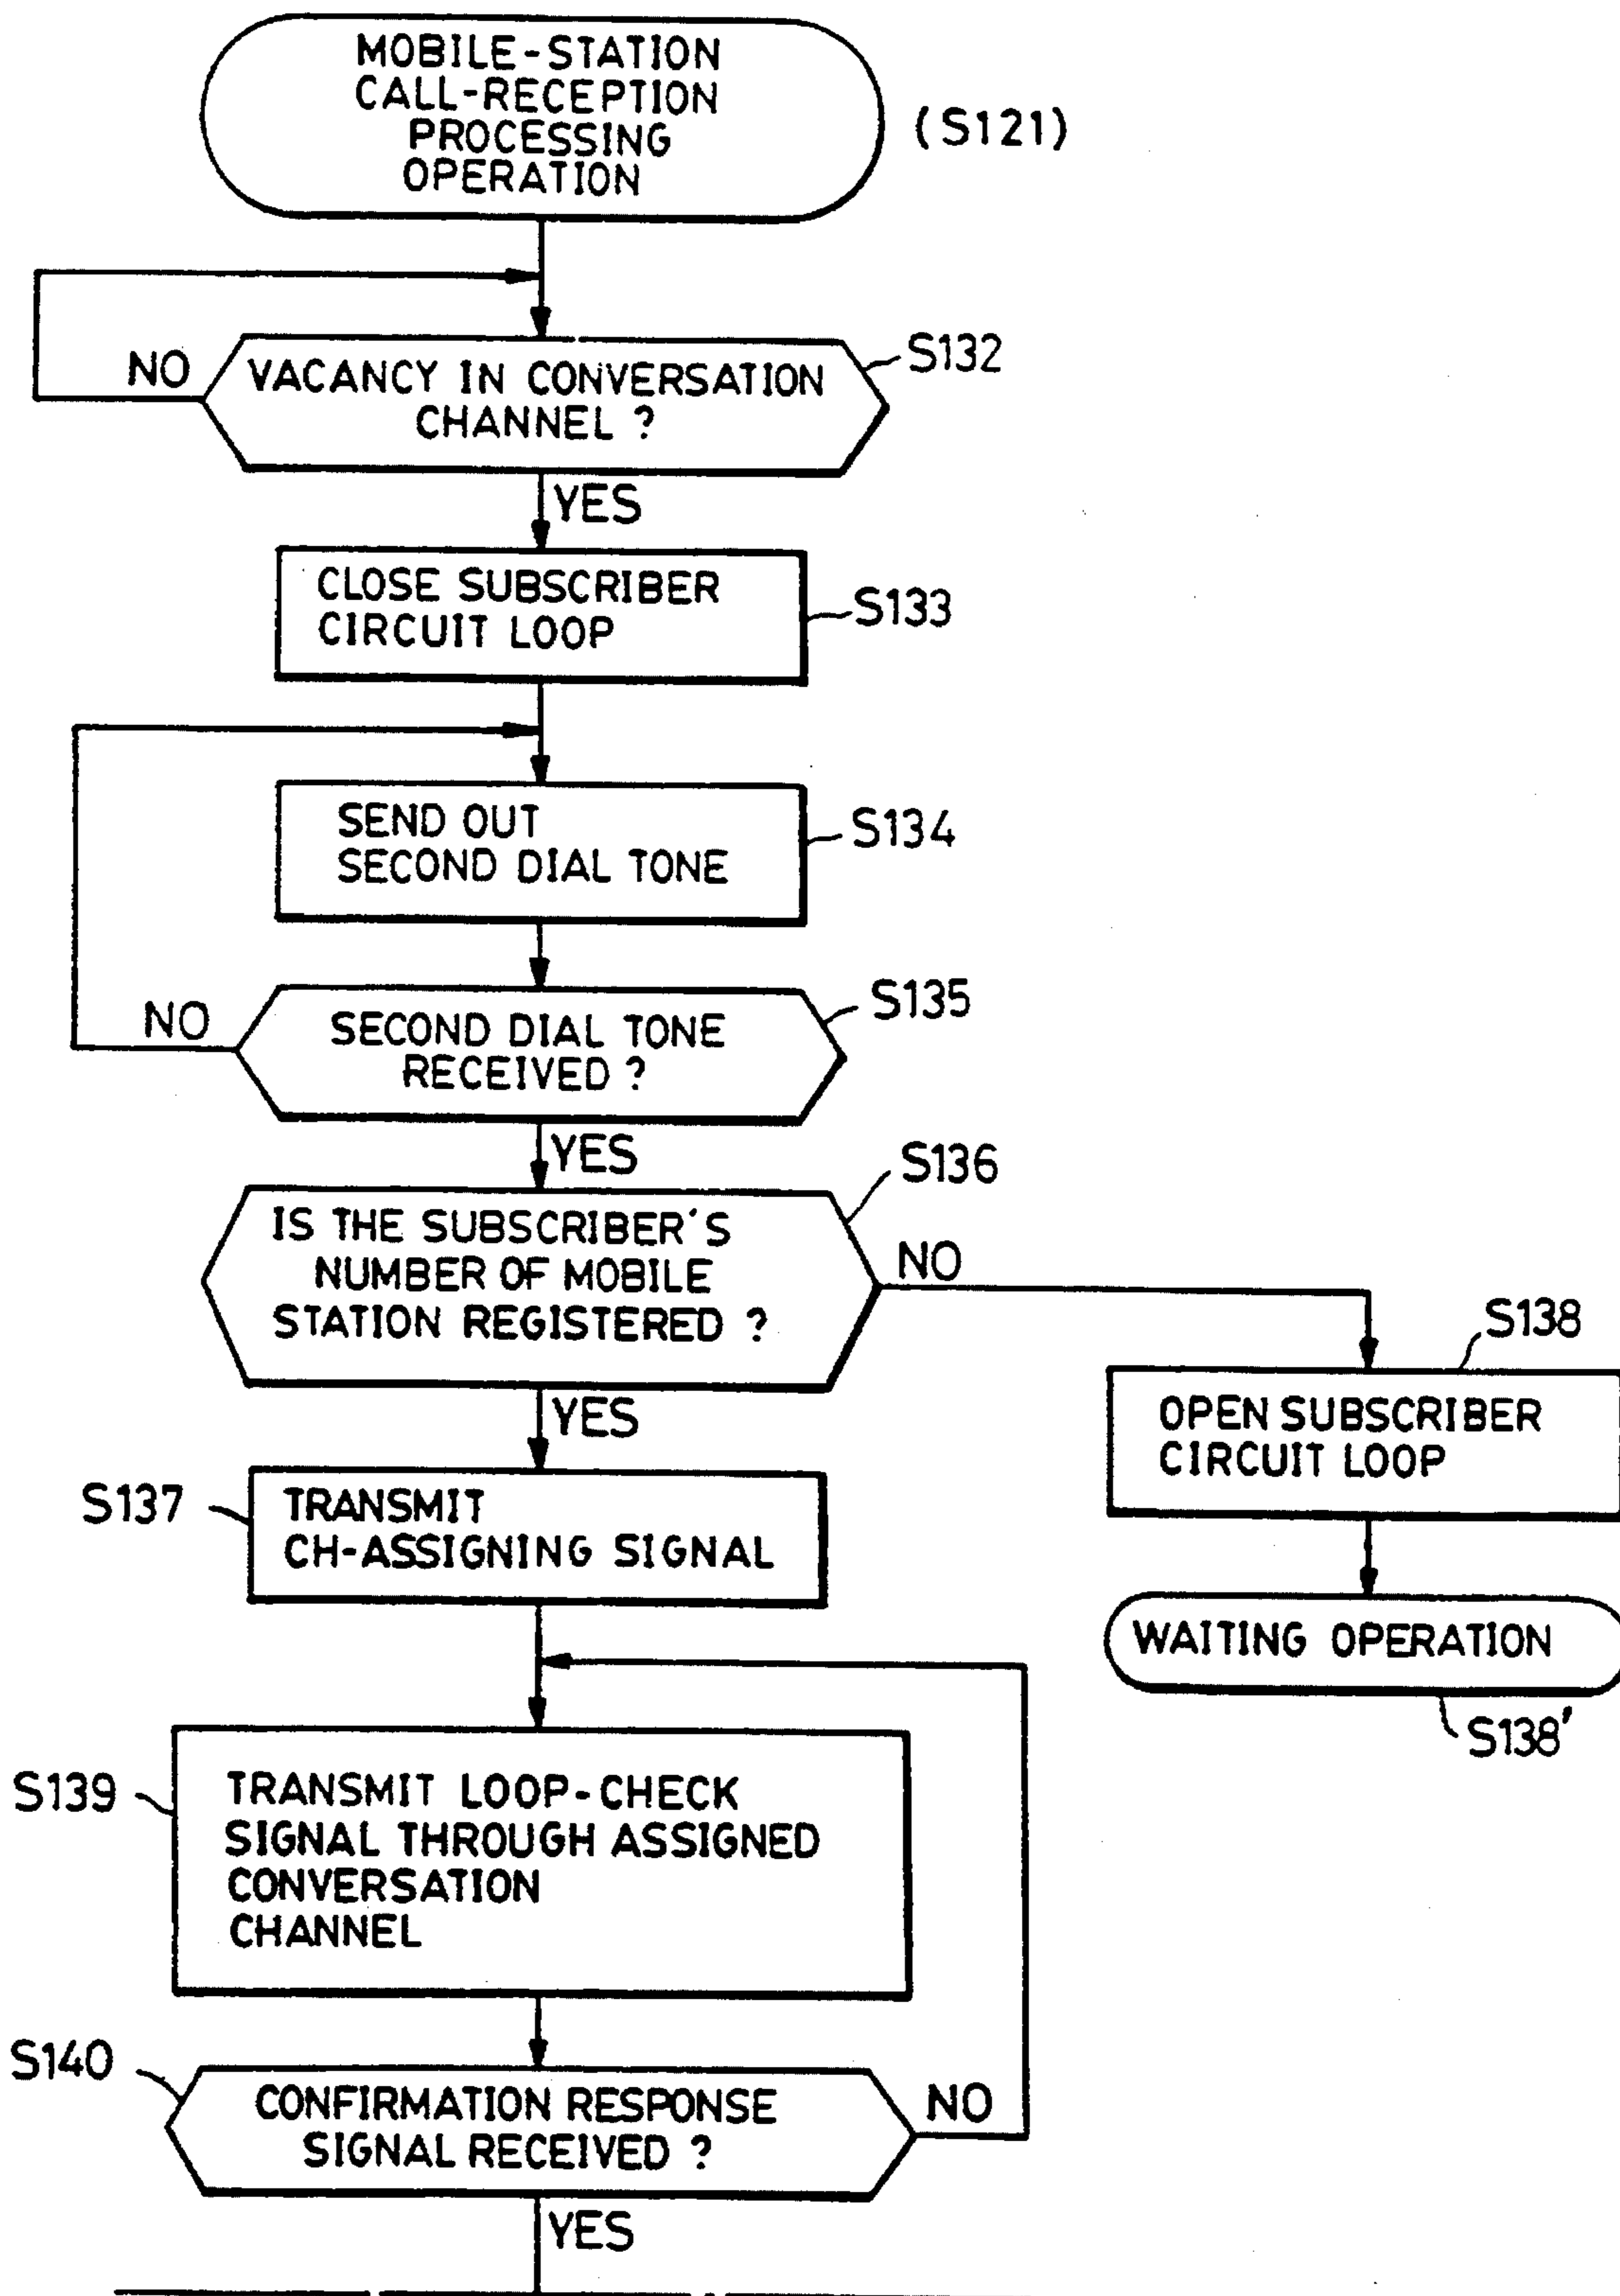 MOBILE-STATION
CALL-RECEPTION
PROCESSING
OPERATION
(S121)
NO
VACANCY IN CONVERSATION
CHANNEL ?
S132
YES
CLOSE SUBSCRIBER
CIRCUIT LOOP
S133
SEND OUT
SECOND DIAL TONE
S134
NO
SECOND DIAL TONE
RECEIVED ?
S135
YES
S136
IS THE SUBSCRIBER'S
NUMBER OF MOBILE
STATION REGISTERED ?
NO
S138
OPEN SUBSCRIBER
CIRCUIT LOOP
YES
S137
TRANSMIT
CH-ASSIGNING SIGNAL
WAITING OPERATION
S138'
S139
TRANSMIT LOOP-CHECK
SIGNAL THROUGH ASSIGNED
CONVERSATION
CHANNEL
S140
CONFIRMATION RESPONSE
SIGNAL RECEIVED ?
NO
YES